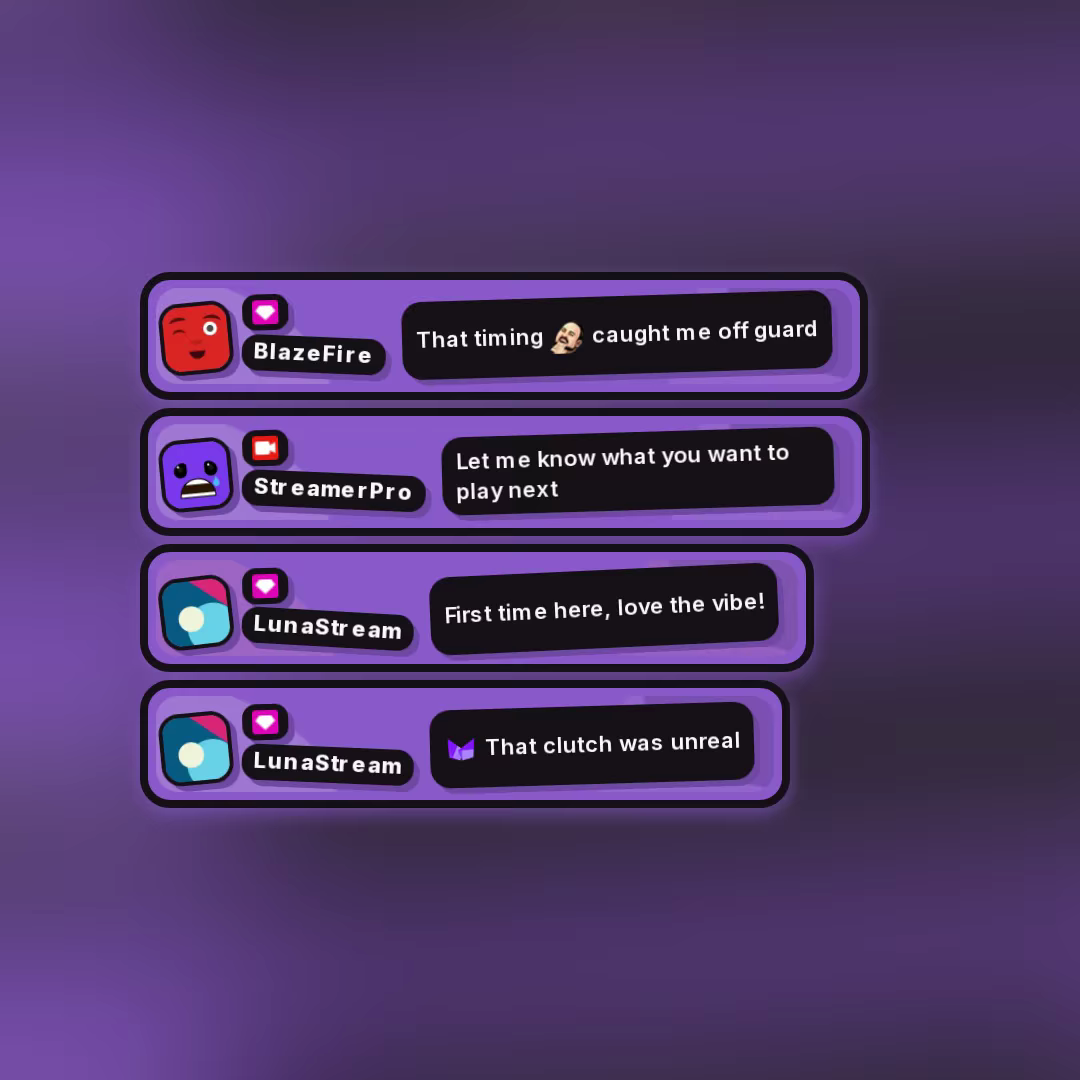 BlazeFire
That timing caught me off guard
StreamerPro
Let me know what you want to
play next
LunaStream
First time here, love the vibe!
LunaStream
That clutch was unreal